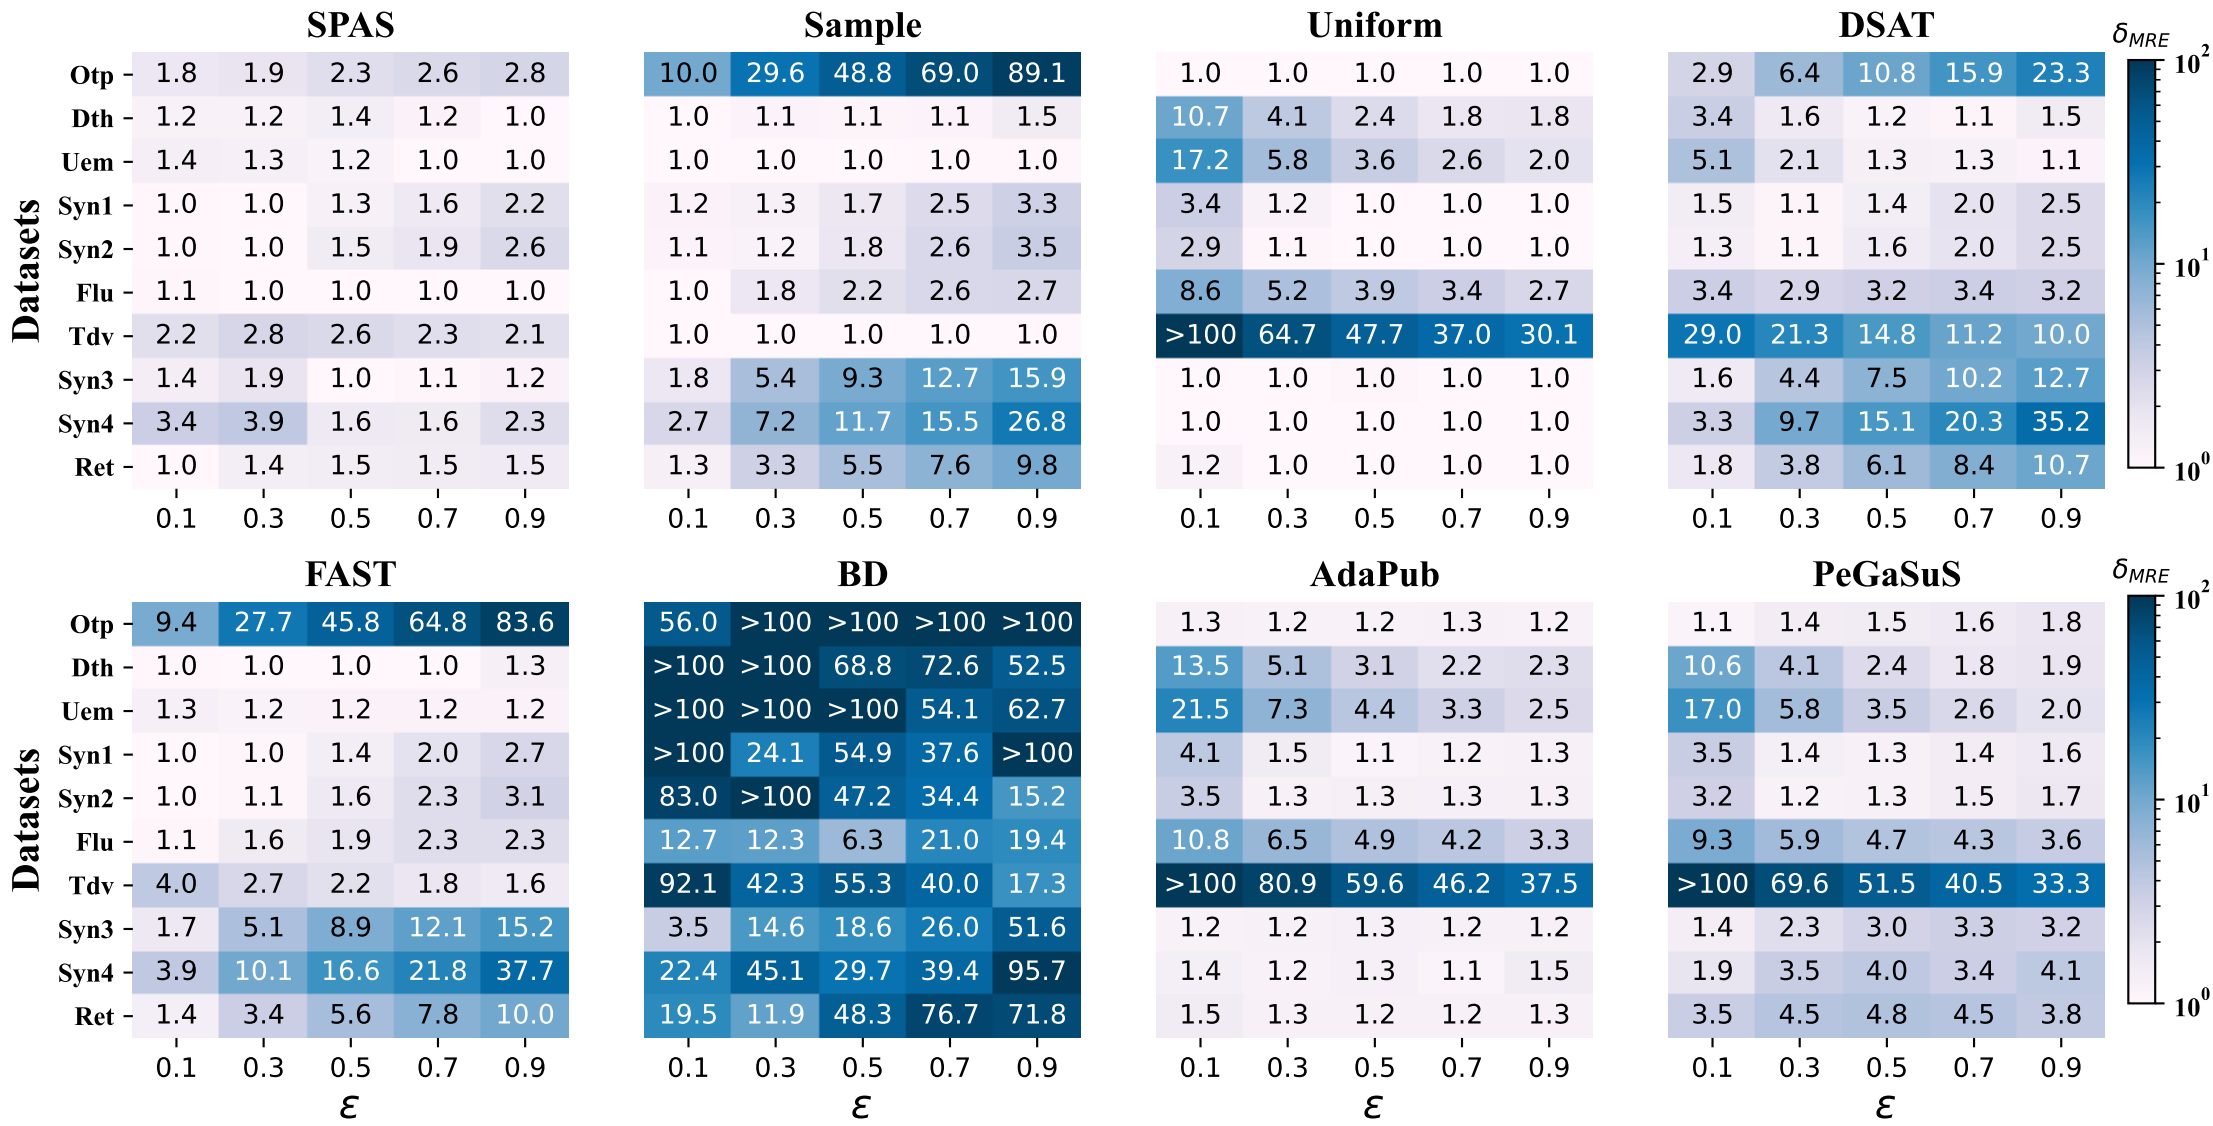 SPAS Sample Uniform DSAT
δMRE
Datasets
Otp 1.8 1.9 2.3 2.6 2.8 10.0 29.6 48.8 69.0 89.1 1.0 1.0 1.0 1.0 1.0 2.9 6.4 10.8 15.9 23.3 10²
Dth 1.2 1.2 1.4 1.2 1.0 1.0 1.1 1.1 1.1 1.5 10.7 4.1 2.4 1.8 1.8 3.4 1.6 1.2 1.1 1.5
Uem 1.4 1.3 1.2 1.0 1.0 1.0 1.0 1.0 1.0 1.0 17.2 5.8 3.6 2.6 2.0 5.1 2.1 1.3 1.3 1.1
Syn1 1.0 1.0 1.3 1.6 2.2 1.2 1.3 1.7 2.5 3.3 3.4 1.2 1.0 1.0 1.0 1.5 1.1 1.4 2.0 2.5
Syn2 1.0 1.0 1.5 1.9 2.6 1.1 1.2 1.8 2.6 3.5 2.9 1.1 1.0 1.0 1.0 1.3 1.1 1.6 2.0 2.5 10¹
Flu 1.1 1.0 1.0 1.0 1.0 1.0 1.8 2.2 2.6 2.7 8.6 5.2 3.9 3.4 2.7 3.4 2.9 3.2 3.4 3.2
Tdv 2.2 2.8 2.6 2.3 2.1 1.0 1.0 1.0 1.0 1.0 >100 64.7 47.7 37.0 30.1 29.0 21.3 14.8 11.2 10.0
Syn3 1.4 1.9 1.0 1.1 1.2 1.8 5.4 9.3 12.7 15.9 1.0 1.0 1.0 1.0 1.0 1.6 4.4 7.5 10.2 12.7
Syn4 3.4 3.9 1.6 1.6 2.3 2.7 7.2 11.7 15.5 26.8 1.0 1.0 1.0 1.0 1.0 3.3 9.7 15.1 20.3 35.2
Ret 1.0 1.4 1.5 1.5 1.5 1.3 3.3 5.5 7.6 9.8 1.2 1.0 1.0 1.0 1.0 1.8 3.8 6.1 8.4 10.7 10⁰
0.1 0.3 0.5 0.7 0.9 0.1 0.3 0.5 0.7 0.9 0.1 0.3 0.5 0.7 0.9 0.1 0.3 0.5 0.7 0.9
FAST BD AdaPub PeGaSuS
δMRE
Datasets
Otp 9.4 27.7 45.8 64.8 83.6 56.0 >100 >100 >100 >100 1.3 1.2 1.2 1.3 1.2 1.1 1.4 1.5 1.6 1.8 10²
Dth 1.0 1.0 1.0 1.0 1.3 >100 >100 68.8 72.6 52.5 13.5 5.1 3.1 2.2 2.3 10.6 4.1 2.4 1.8 1.9
Uem 1.3 1.2 1.2 1.2 1.2 >100 >100 >100 54.1 62.7 21.5 7.3 4.4 3.3 2.5 17.0 5.8 3.5 2.6 2.0
Syn1 1.0 1.0 1.4 2.0 2.7 >100 24.1 54.9 37.6 >100 4.1 1.5 1.1 1.2 1.3 3.5 1.4 1.3 1.4 1.6
Syn2 1.0 1.1 1.6 2.3 3.1 83.0 >100 47.2 34.4 15.2 3.5 1.3 1.3 1.3 1.3 3.2 1.2 1.3 1.5 1.7 10¹
Flu 1.1 1.6 1.9 2.3 2.3 12.7 12.3 6.3 21.0 19.4 10.8 6.5 4.9 4.2 3.3 9.3 5.9 4.7 4.3 3.6
Tdv 4.0 2.7 2.2 1.8 1.6 92.1 42.3 55.3 40.0 17.3 >100 80.9 59.6 46.2 37.5 >100 69.6 51.5 40.5 33.3
Syn3 1.7 5.1 8.9 12.1 15.2 3.5 14.6 18.6 26.0 51.6 1.2 1.2 1.3 1.2 1.2 1.4 2.3 3.0 3.3 3.2
Syn4 3.9 10.1 16.6 21.8 37.7 22.4 45.1 29.7 39.4 95.7 1.4 1.2 1.3 1.1 1.5 1.9 3.5 4.0 3.4 4.1
Ret 1.4 3.4 5.6 7.8 10.0 19.5 11.9 48.3 76.7 71.8 1.5 1.3 1.2 1.2 1.3 3.5 4.5 4.8 4.5 3.8 10⁰
0.1 0.3 0.5 0.7 0.9 0.1 0.3 0.5 0.7 0.9 0.1 0.3 0.5 0.7 0.9 0.1 0.3 0.5 0.7 0.9
ε ε ε ε